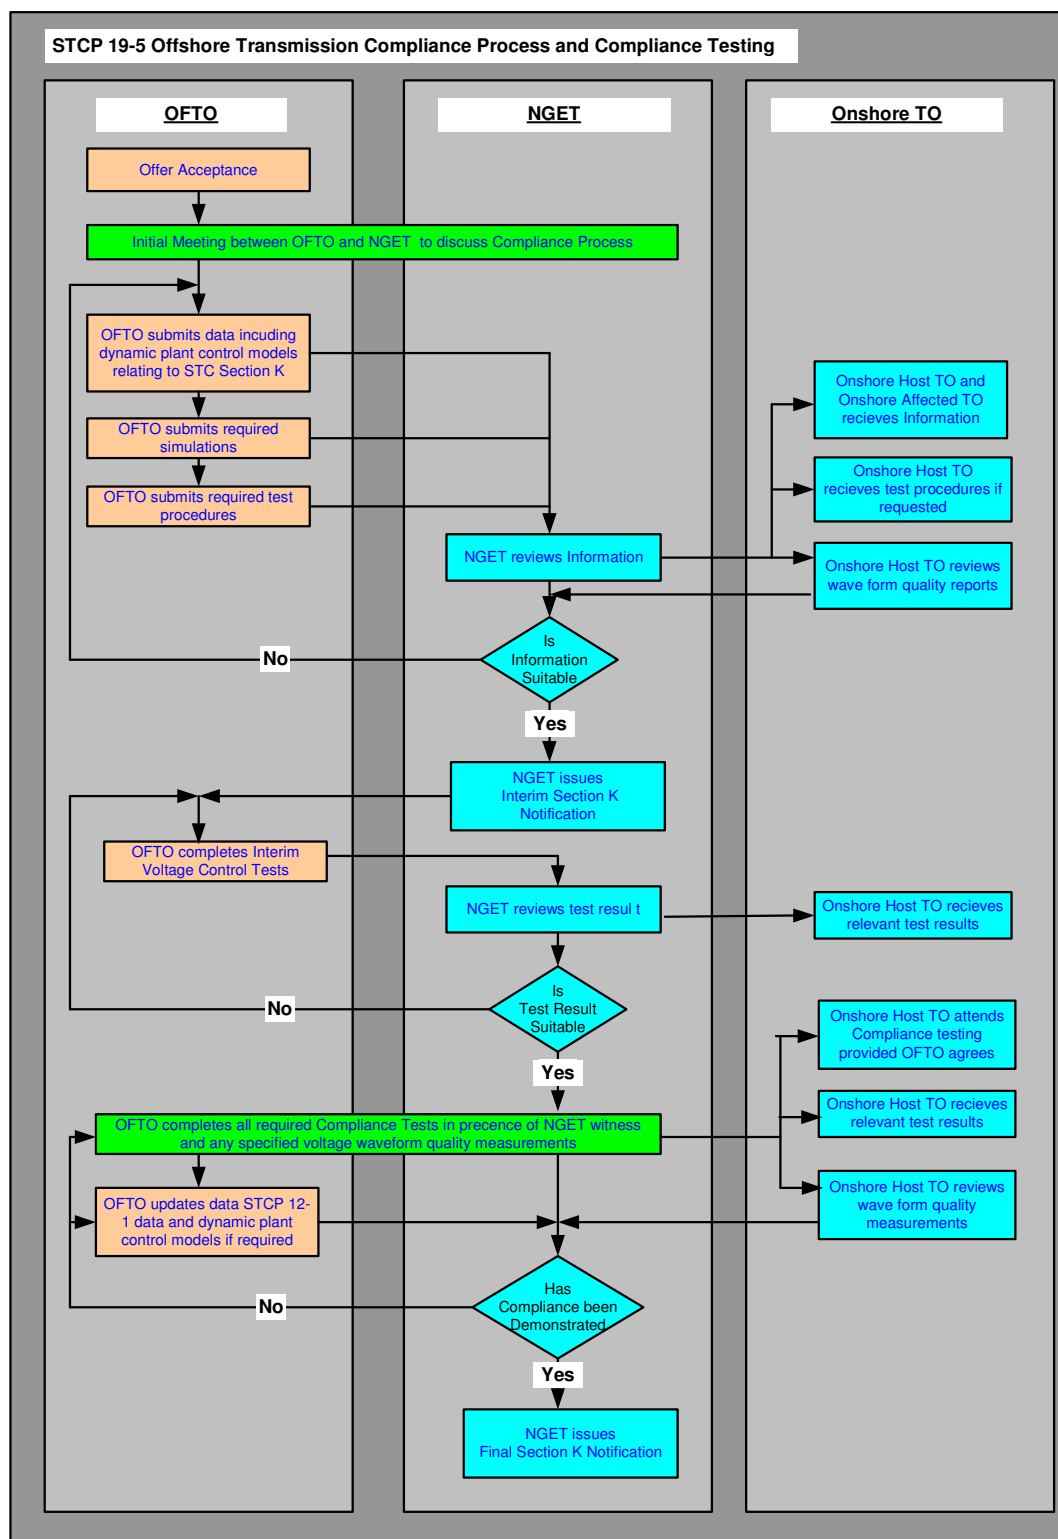 STCP 19-5 Offshore Transmission Compliance Process and Compliance Testing
OFTO
NGET
Onshore TO
Offer Acceptance
Initial Meeting between OFTO and NGET to discuss Compliance Process
OFTO submits data incuding
dynamic plant control models
relating to STC Section K
OFTO submits required
simulations
OFTO submits required test
procedures
Onshore Host TO and
Onshore Affected TO
recieves Information
Onshore Host TO
recieves test procedures if
requested
NGET reviews Information
Onshore Host TO reviews
wave form quality reports
Is
Information
Suitable
No
Yes
NGET issues
Interim Section K
Notification
OFTO completes Interim
Voltage Control Tests
NGET reviews test resul t
Onshore Host TO recieves
relevant test results
Is
Test Result
Suitable
No
Yes
Onshore Host TO attends
Compliance testing
provided OFTO agrees
Onshore Host TO recieves
relevant test results
OFTO completes all required Compliance Tests in precence of NGET witness
and any specified voltage waveform quality measurements
Onshore Host TO reviews
wave form quality
measurements
OFTO updates data STCP 12-
1 data and dynamic plant
control models if required
Has
Compliance been
Demonstrated
No
Yes
NGET issues
Final Section K Notification